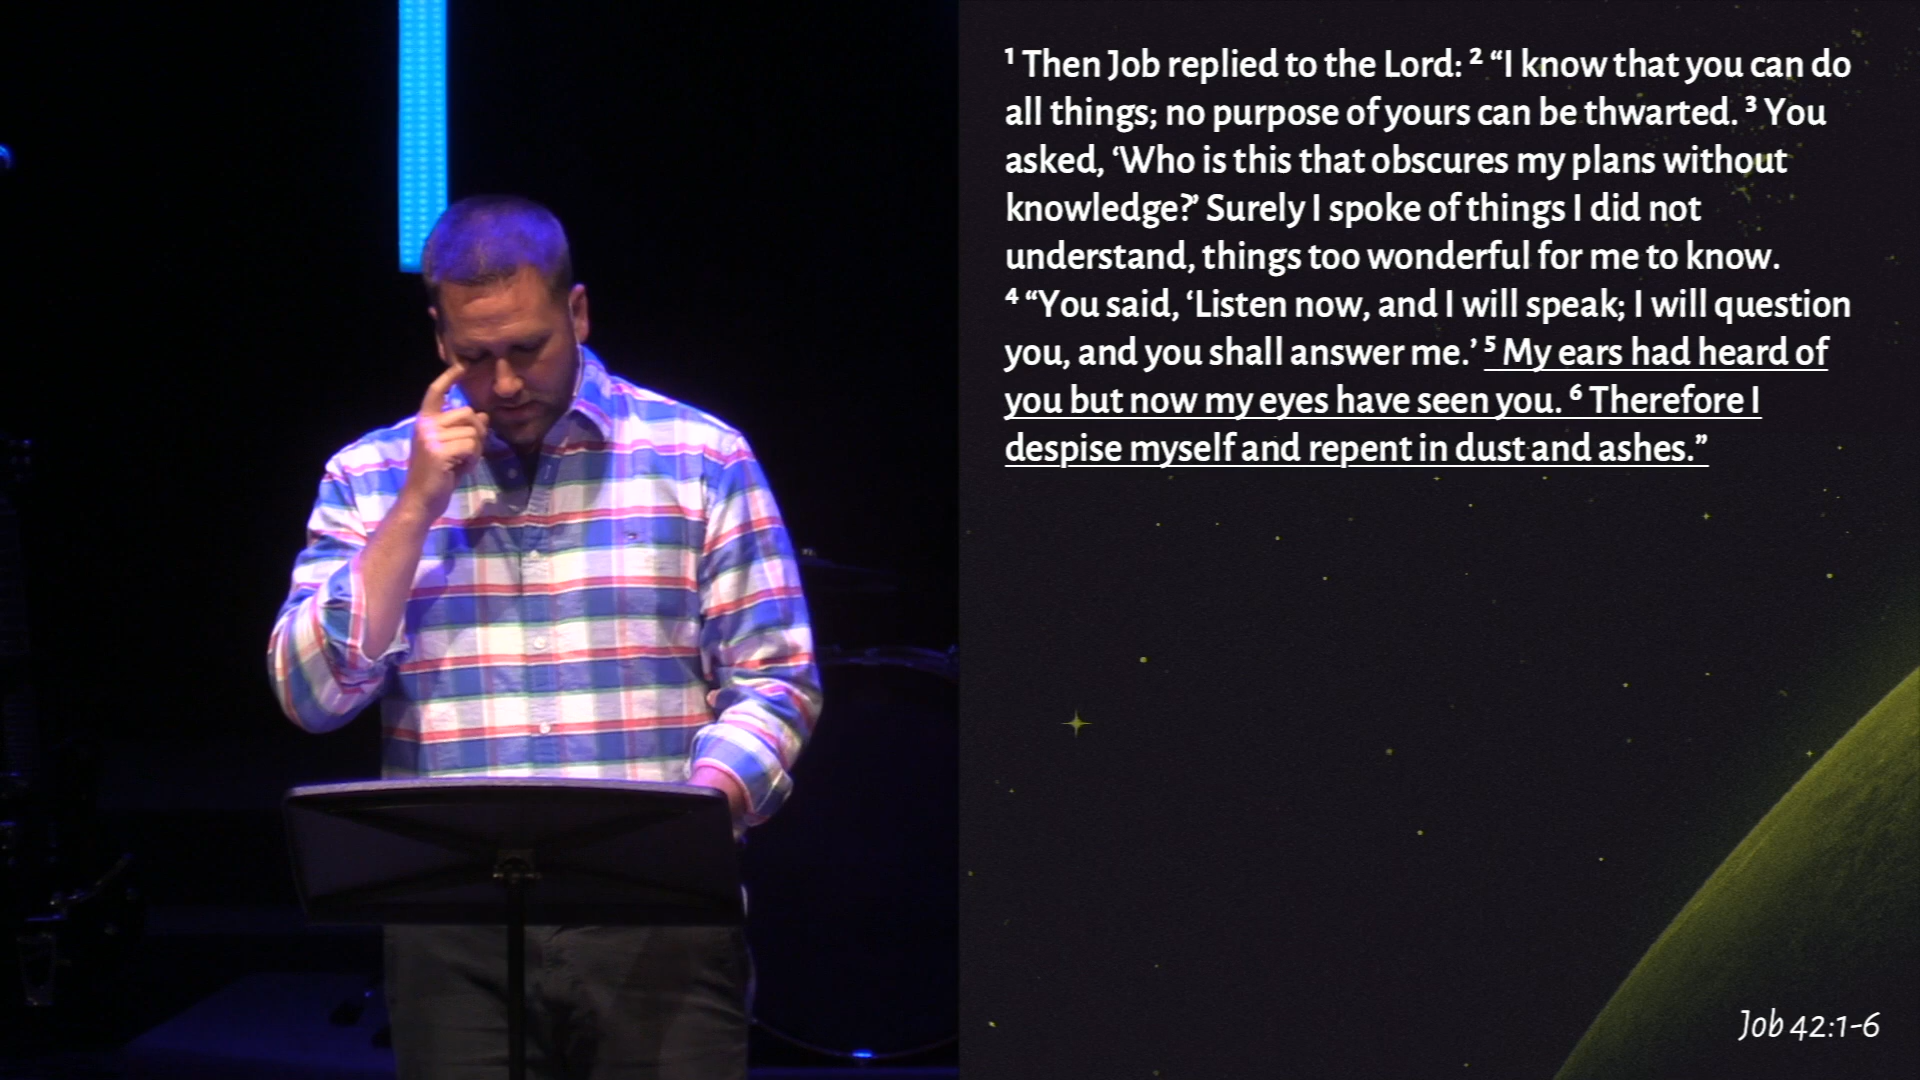 ¹ Then Job replied to the Lord: ² “I know that you can do
all things; no purpose of yours can be thwarted. ³ You
asked, ‘Who is this that obscures my plans without
knowledge?’ Surely I spoke of things I did not
understand, things too wonderful for me to know.
⁴ “You said, ‘Listen now, and I will speak; I will question
you, and you shall answer me.’ ⁵ My ears had heard of
you but now my eyes have seen you. ⁶ Therefore I
despise myself and repent in dust and ashes.”
Job 42:1-6